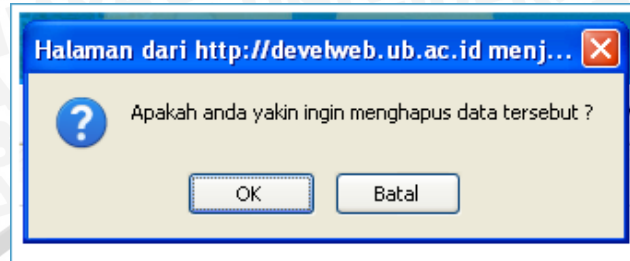 Halaman dari http://develweb.ub.ac.id menj...
Apakah anda yakin ingin menghapus data tersebut ?
OK
Batal